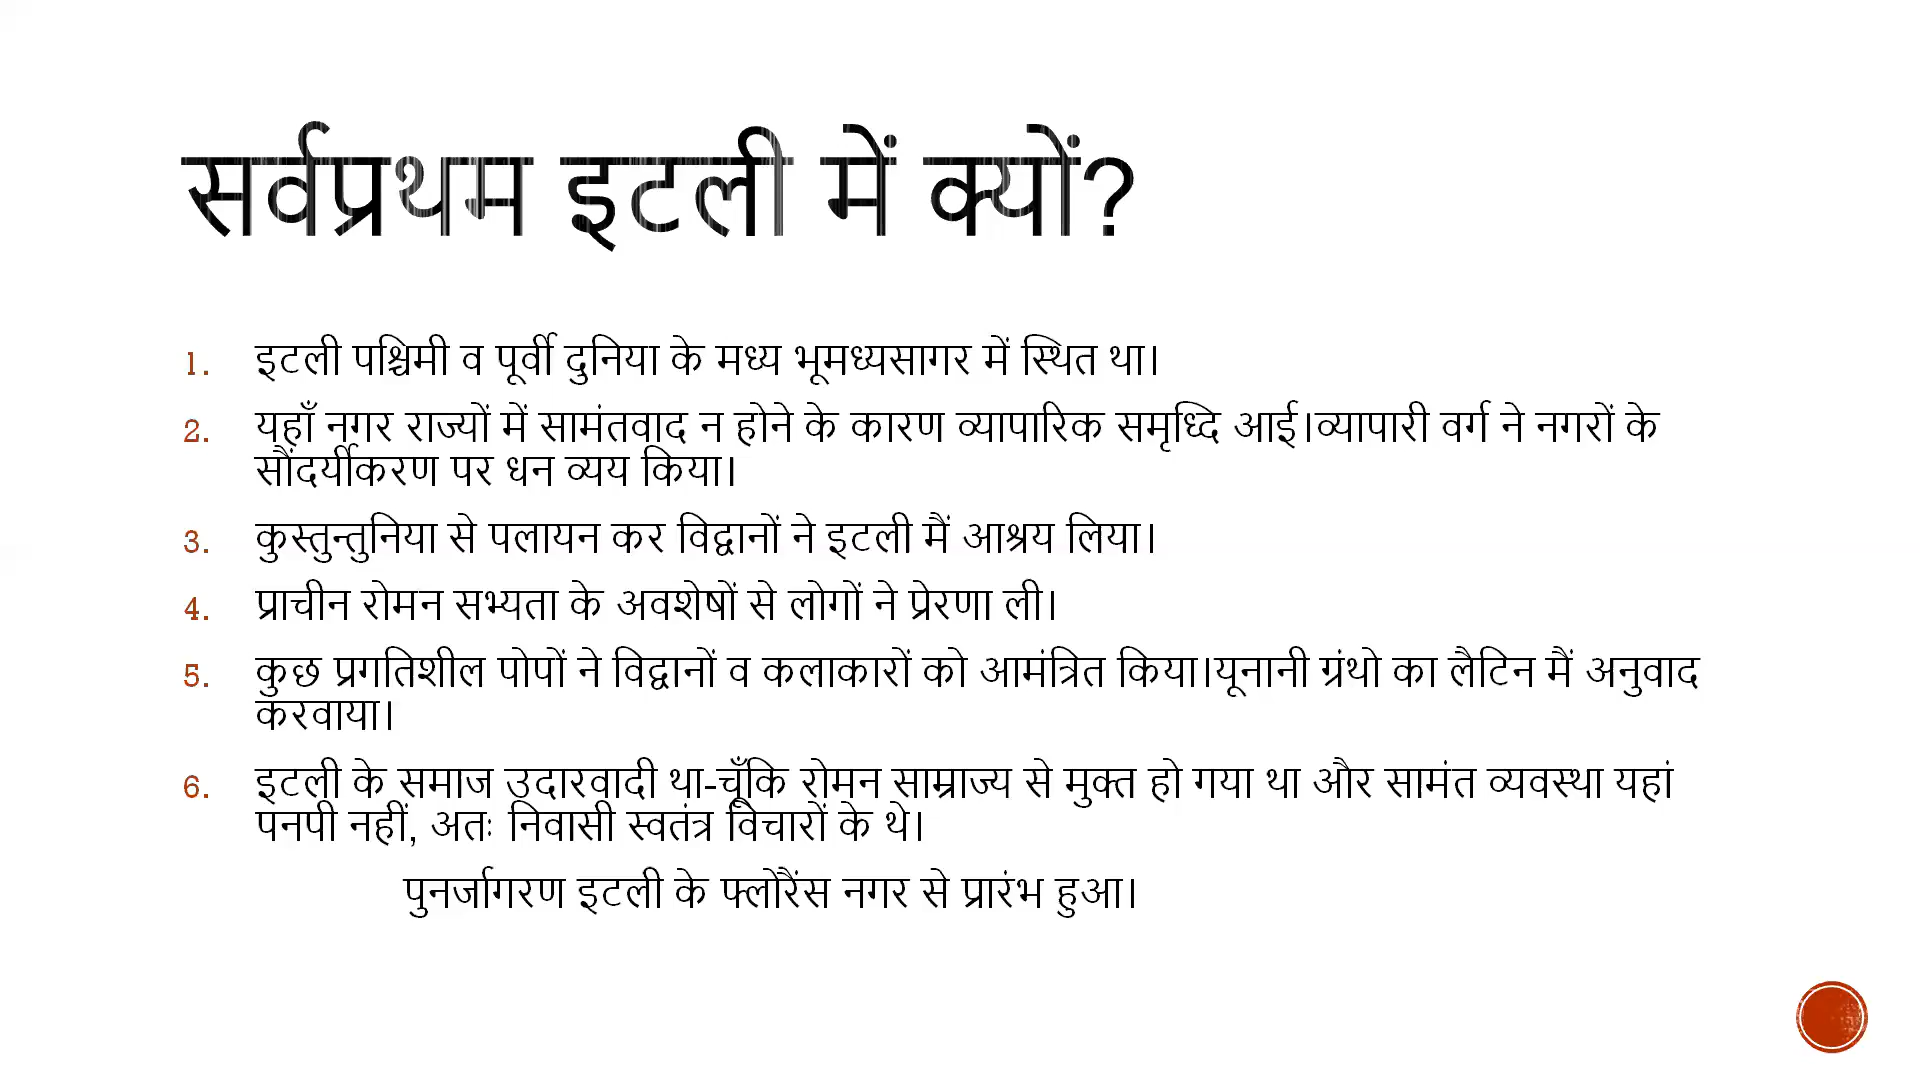 सर्वप्रथम इटली में क्यों?
1. इटली पश्चिमी व पूर्वी दुनिया के मध्य भूमध्यसागर में स्थित था।
2. यहाँ नगर राज्यों में सामंतवाद न होने के कारण व्यापारिक समृध्दि आई।व्यापारी वर्ग ने नगरों के
सौंदर्यीकरण पर धन व्यय किया।
3. कुस्तुन्तुनिया से पलायन कर विद्वानों ने इटली मैं आश्रय लिया।
4. प्राचीन रोमन सभ्यता के अवशेषों से लोगों ने प्रेरणा ली।
5. कुछ प्रगतिशील पोपों ने विद्वानों व कलाकारों को आमंत्रित किया।यूनानी ग्रंथो का लैटिन मैं अनुवाद
करवाया।
6. इटली के समाज उदारवादी था-चूँकि रोमन साम्राज्य से मुक्त हो गया था और सामंत व्यवस्था यहां
पनपी नहीं, अतः निवासी स्वतंत्र विचारों के थे।
पुनर्जागरण इटली के फ्लोरैंस नगर से प्रारंभ हुआ।